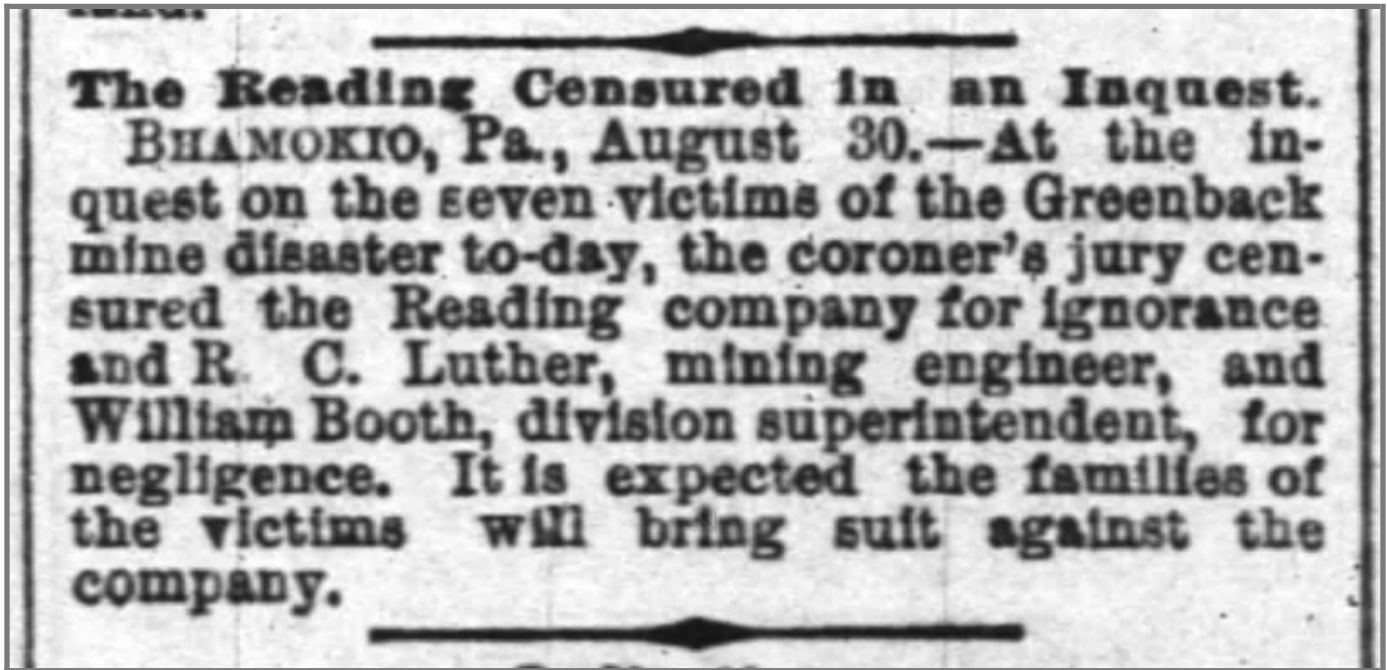 The Reading Censured in an Inquest.
BHAMOKIO, Pa., August 30.—At the in-
quest on the seven victims of the Greenback
mine disaster to-day, the coroner's jury cen-
sured the Reading company for ignorance
and R. C. Luther, mining engineer, and
William Booth, division superintendent, for
negligence. It is expected the families of
the victims will bring suit against the
company.